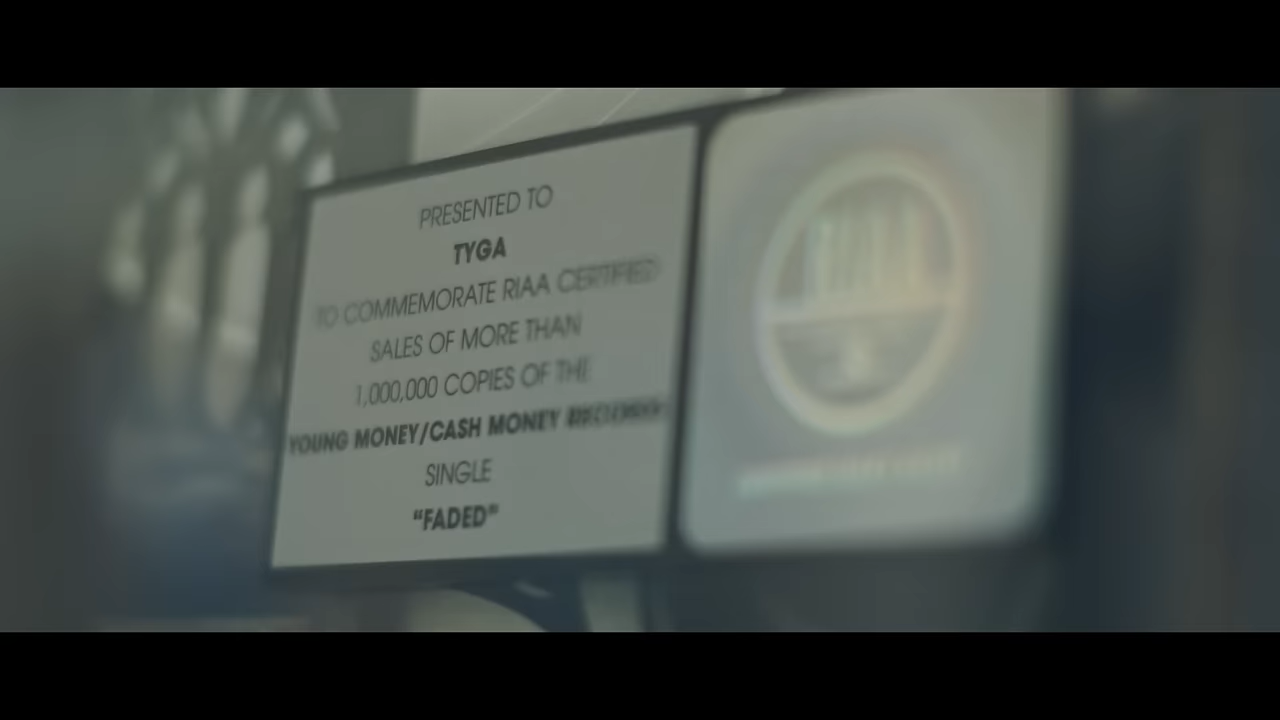 PRESENTED TO
TYGA
TO COMMEMORATE RIAA CERTIFIED
SALES OF MORE THAN
1,000,000 COPIES OF THE
YOUNG MONEY/CASH MONEY RECORDS
SINGLE
"FADED"